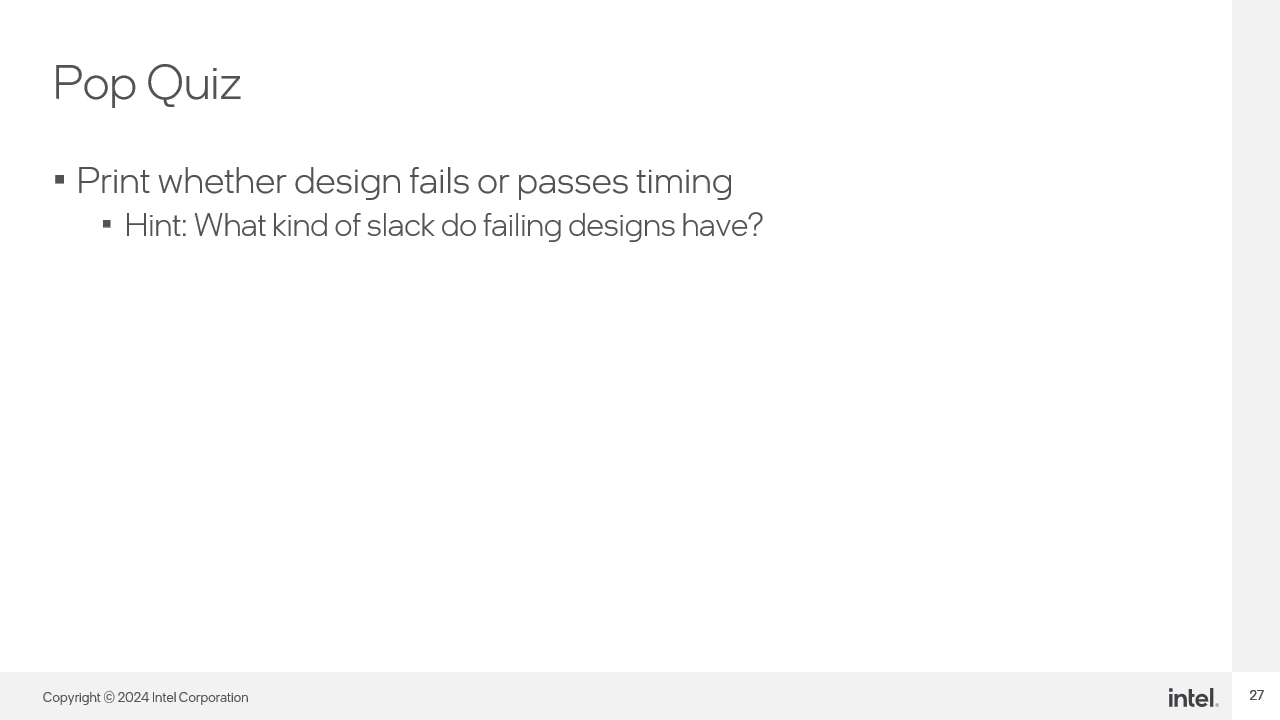 Pop Quiz
▪ Print whether design fails or passes timing
▪ Hint: What kind of slack do failing designs have?
Copyright © 2024 Intel Corporation
intel.
27